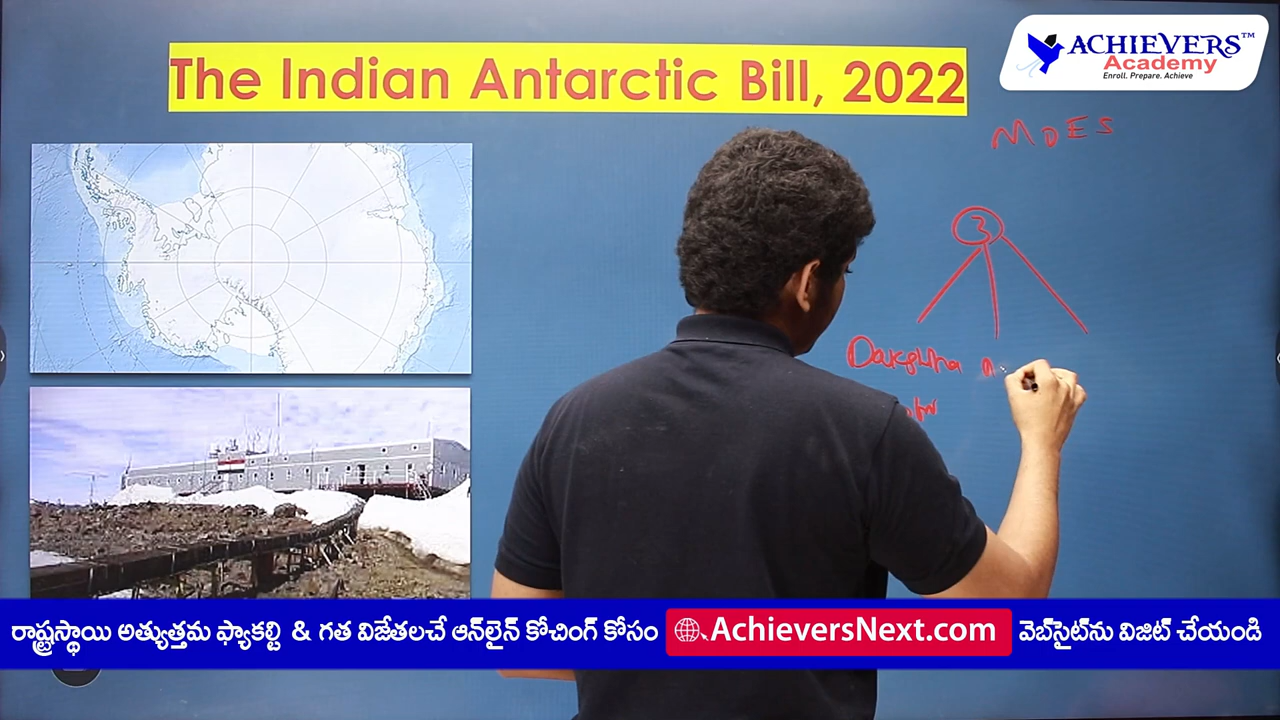 The Indian Antarctic Bill, 2022
ACHIEVERS™
Academy
Enroll. Prepare. Achieve
MOES
3
రాష్ట్రస్థాయి అత్యుత్తమ ఫ్యాకల్టి & గత విజేతలచే ఆన్‌లైన్ కోచింగ్ కోసం AchieversNext.com వెబ్‌సైట్‌ను విజిట్ చేయండి